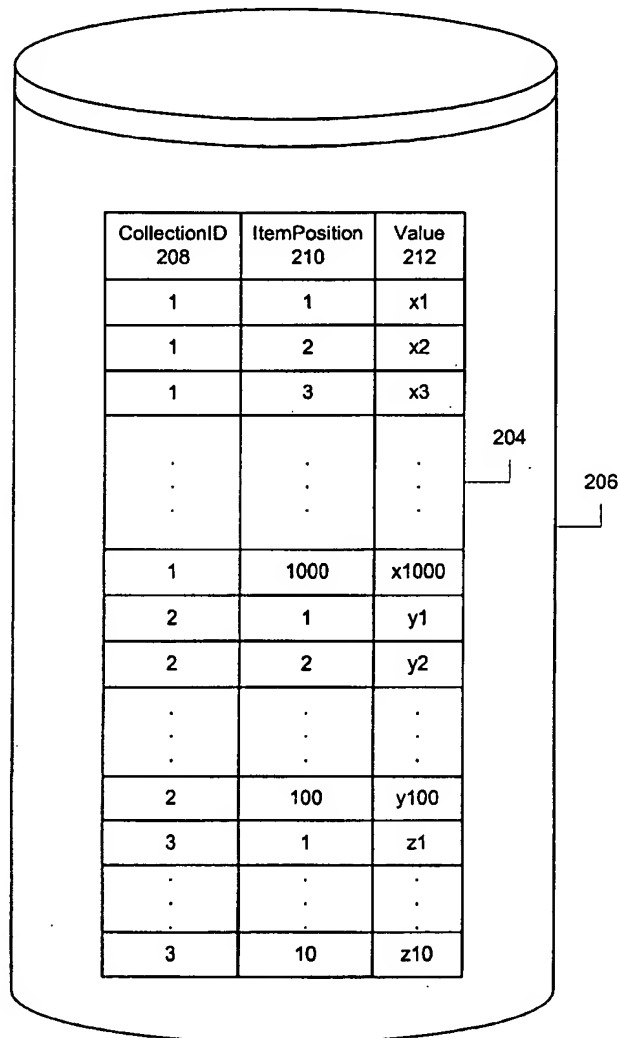 CollectionID ItemPosition Value
208 210 212
1 1 x1
1 2 x2
1 3 x3
204
206
. . .
. . .
. . .
1 1000 x1000
2 1 y1
2 2 y2
. . .
. . .
. . .
2 100 y100
3 1 z1
. . .
. . .
. . .
3 10 z10